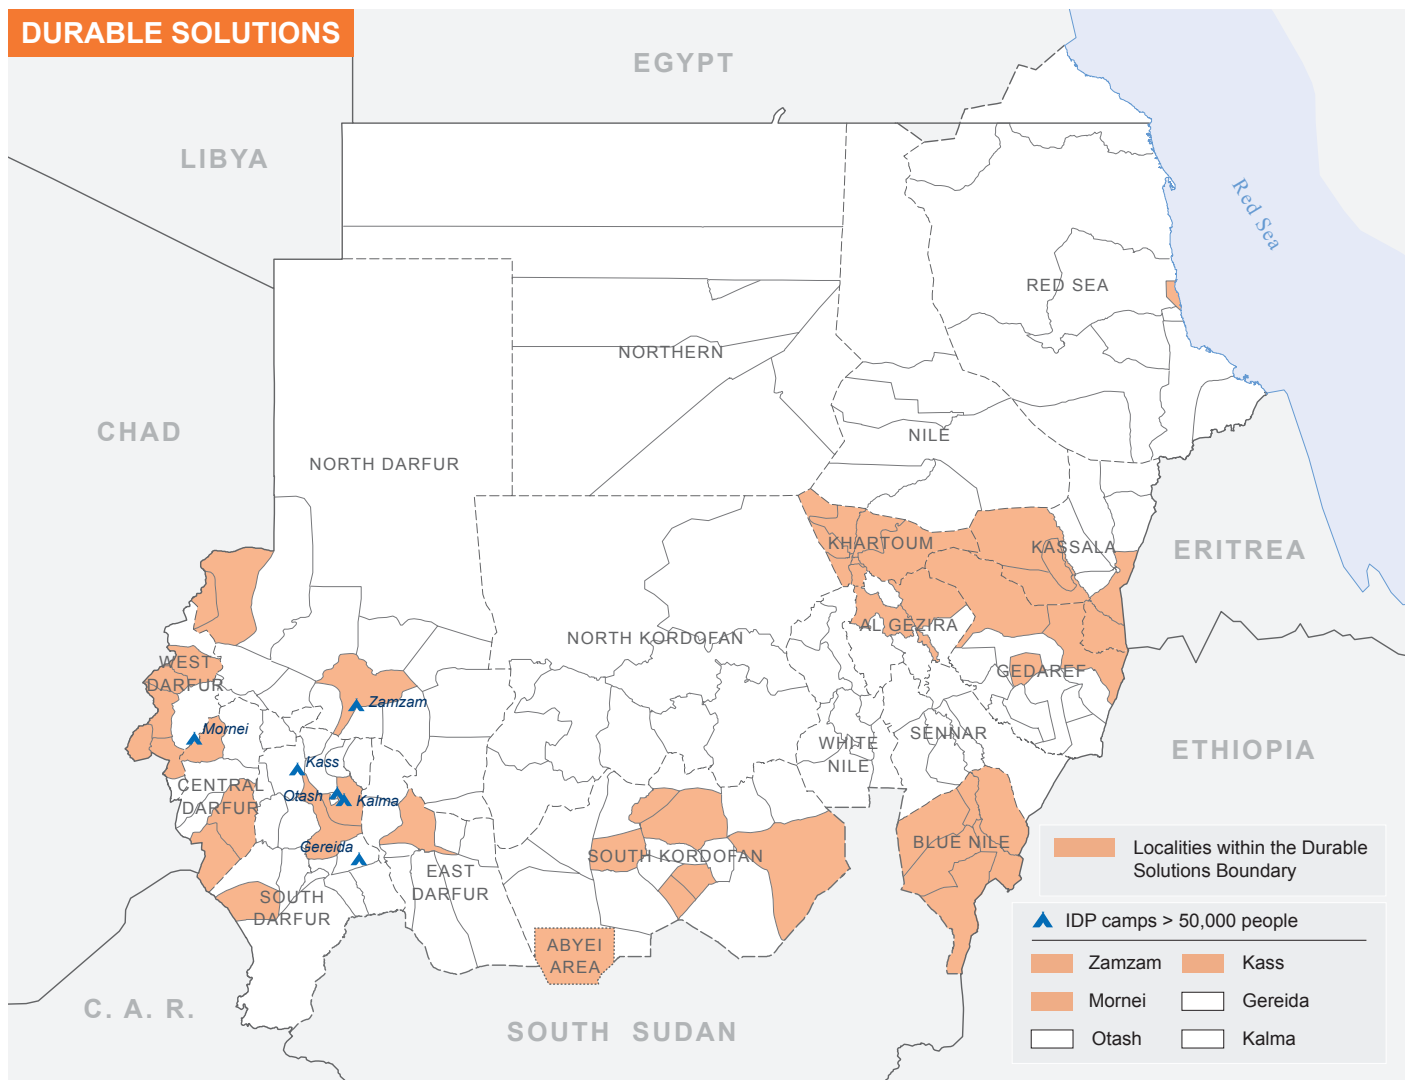 DURABLE SOLUTIONS
EGYPT
LIBYA
Red Sea
RED SEA
NORTHERN
CHAD
NILE
NORTH DARFUR
KHARTOUM
KASSALA
ERITREA
AL GEZIRA
NORTH KORDOFAN
WEST
DARFUR
GEDAREF
Zamzam
Mornei
SENNAR
WHITE
NILE
ETHIOPIA
Kass
CENTRAL
DARFUR
Otash
Kalma
Gereida
BLUE NILE
SOUTH KORDOFAN
EAST
DARFUR
SOUTH
DARFUR
ABYEI
AREA
C. A. R.
SOUTH SUDAN
Localities within the Durable
Solutions Boundary
IDP camps > 50,000 people
Zamzam Kass
Mornei Gereida
Otash Kalma